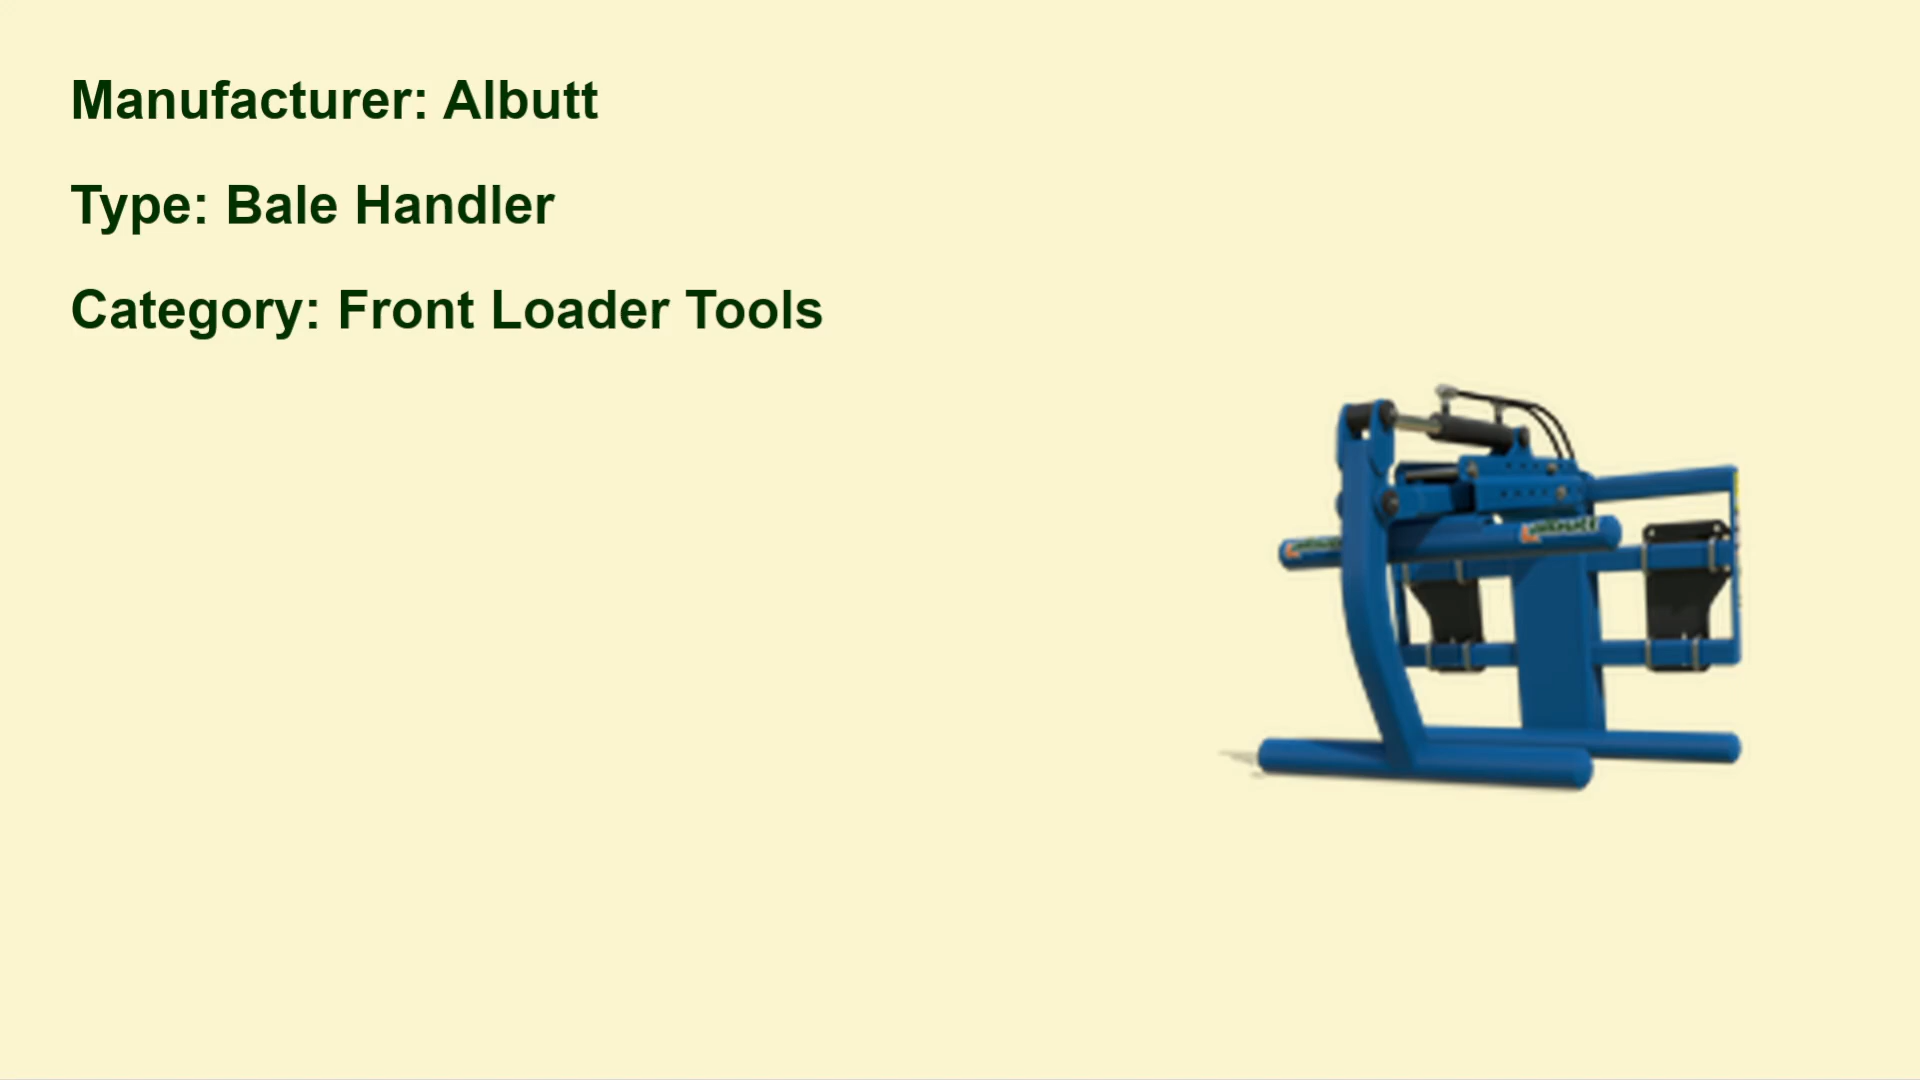 Manufacturer: Albutt
Type: Bale Handler
Category: Front Loader Tools